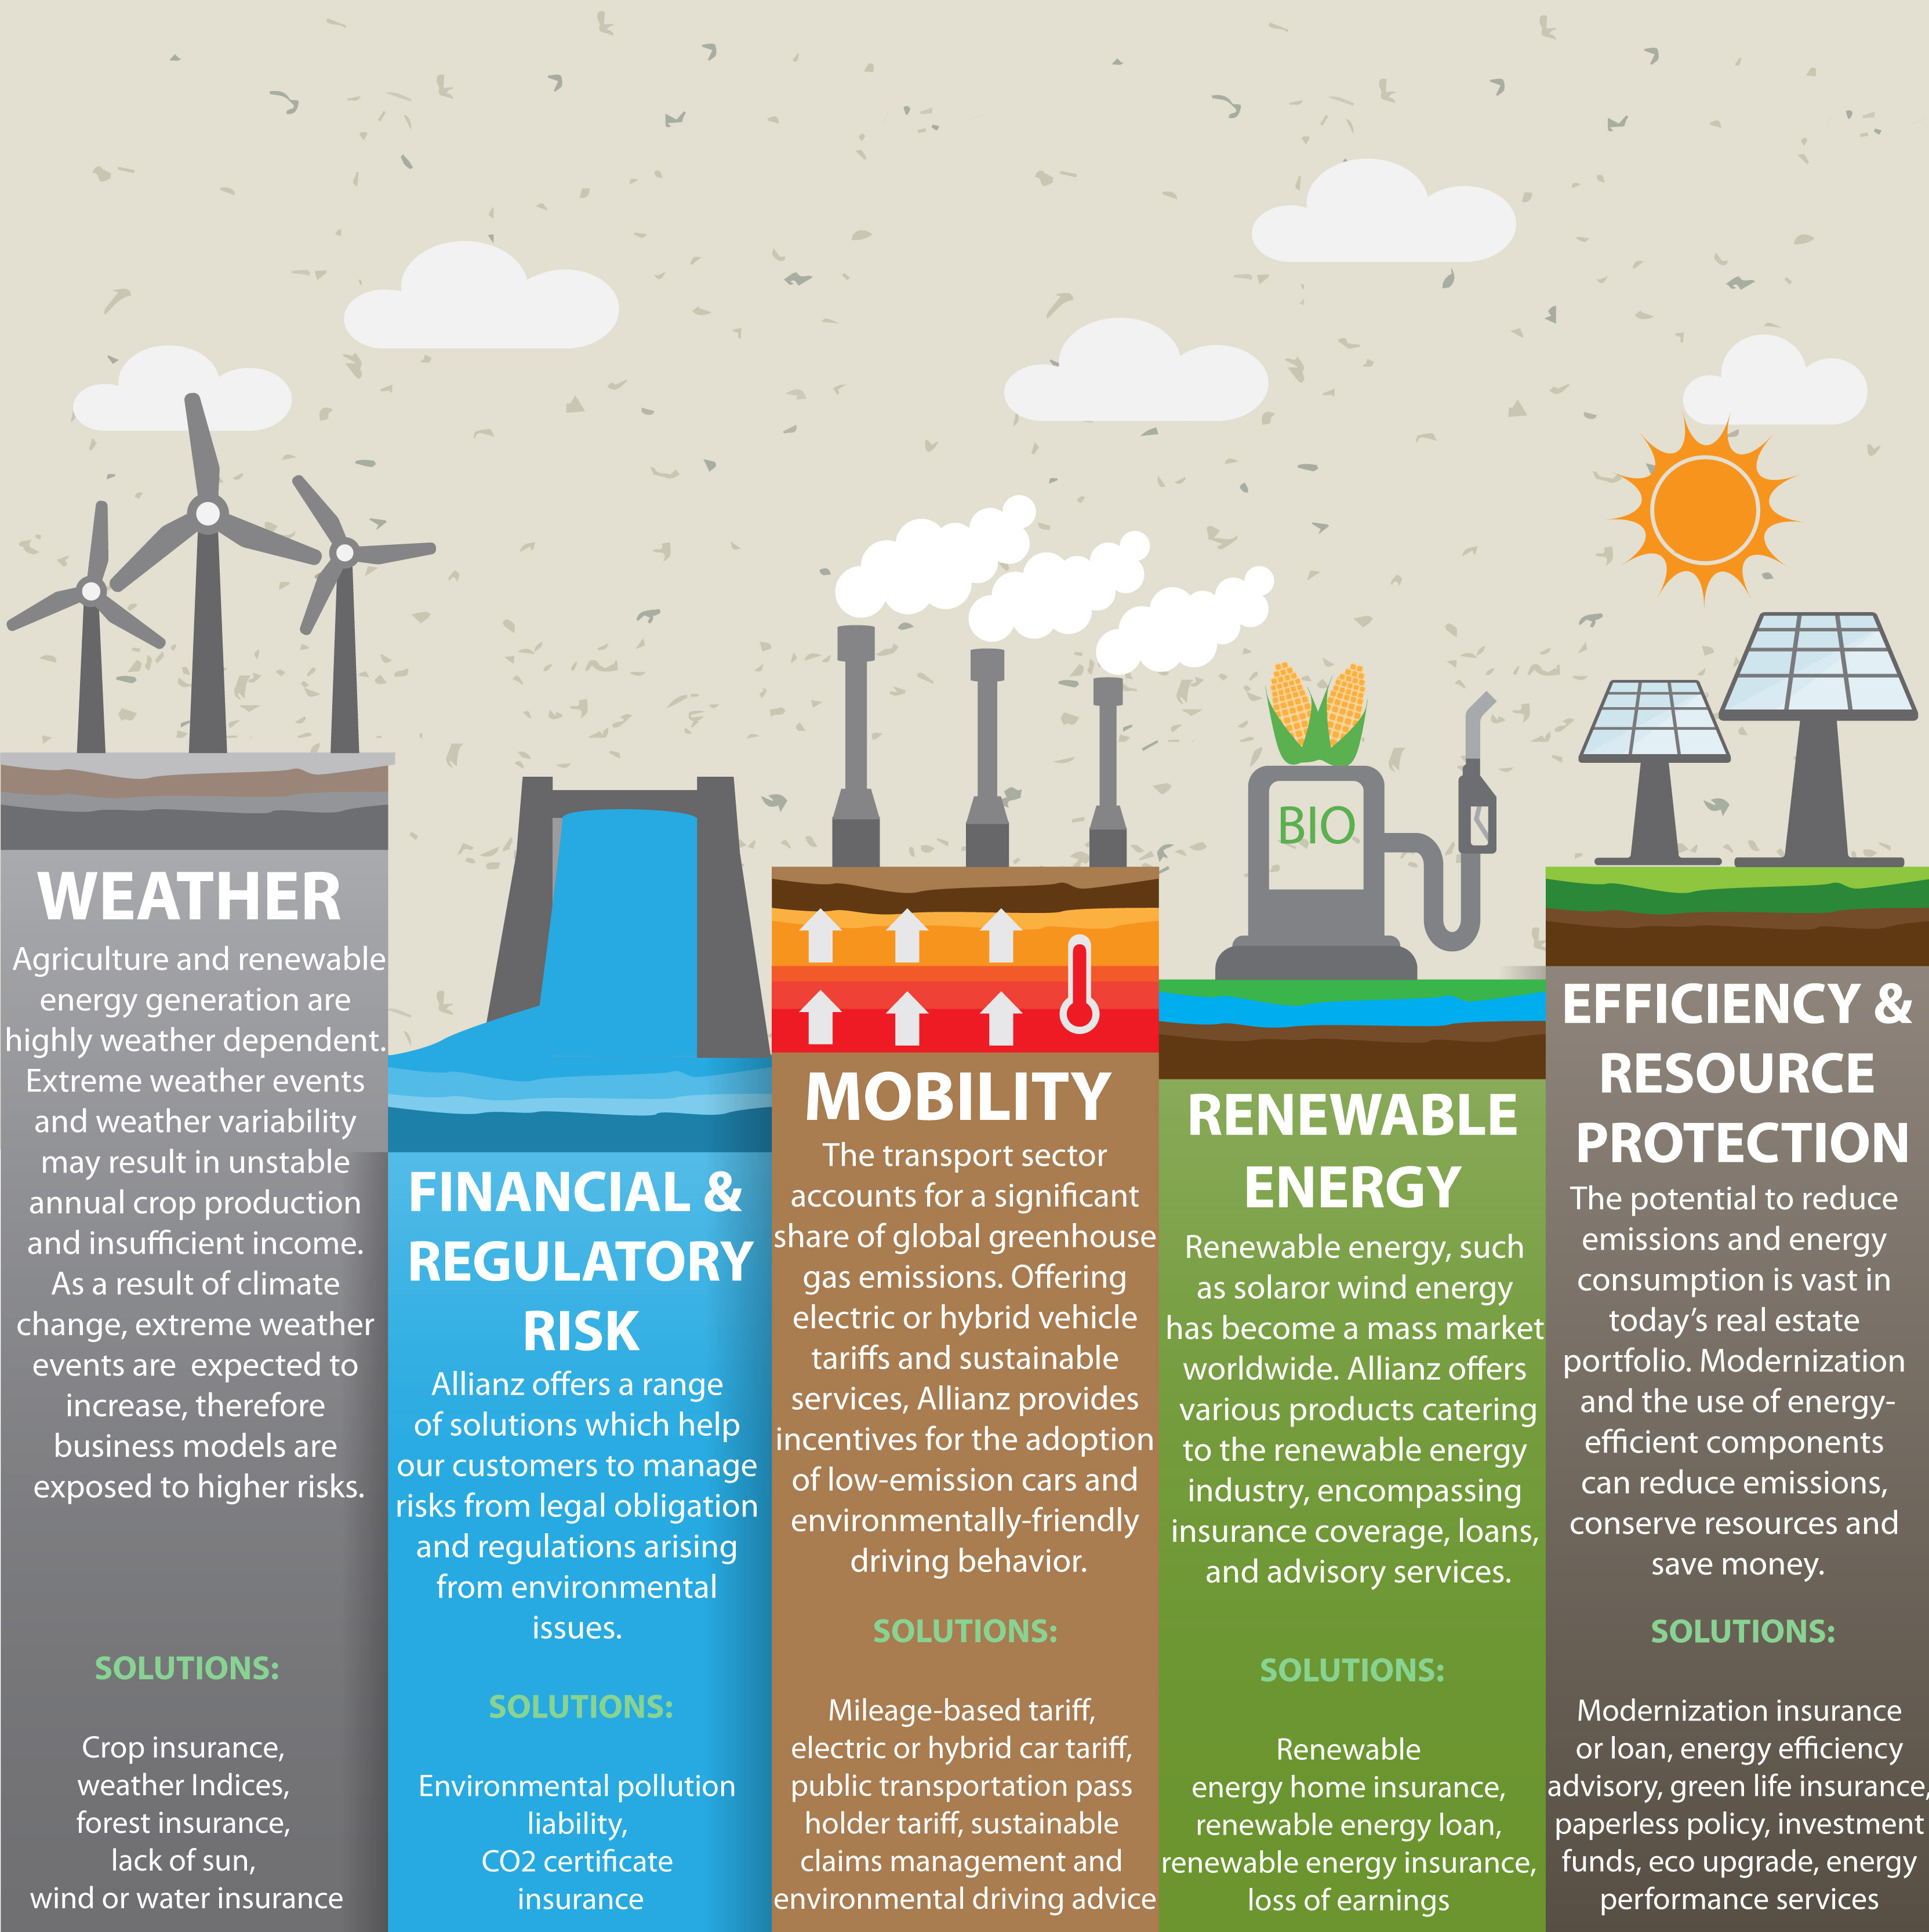 WEATHER
Agriculture and renewable
energy generation are
highly weather dependent.
Extreme weather events
and weather variability
may result in unstable
annual crop production
and insufficient income.
As a result of climate
change, extreme weather
events are  expected to
increase, therefore
business models are
exposed to higher risks.
SOLUTIONS:
Crop insurance,
weather Indices,
forest insurance,
lack of sun,
wind or water insurance
FINANCIAL &
REGULATORY
RISK
Allianz offers a range
of solutions which help
our customers to manage
risks from legal obligation
and regulations arising
from environmental
issues.
SOLUTIONS:
Environmental pollution
liability,
CO2 certificate
insurance
MOBILITY
The transport sector
accounts for a significant
share of global greenhouse
gas emissions. Offering
electric or hybrid vehicle
tariffs and sustainable
services, Allianz provides
incentives for the adoption
of low-emission cars and
environmentally-friendly
driving behavior.
SOLUTIONS:
Mileage-based tariff,
electric or hybrid car tariff,
public transportation pass
holder tariff, sustainable
claims management and
environmental driving advice
BIO
RENEWABLE
ENERGY
Renewable energy, such
as solaror wind energy
has become a mass market
worldwide. Allianz offers
various products catering
to the renewable energy
industry, encompassing
insurance coverage, loans,
and advisory services.
SOLUTIONS:
Renewable
energy home insurance,
renewable energy loan,
renewable energy insurance,
loss of earnings
EFFICIENCY &
RESOURCE
PROTECTION
The potential to reduce
emissions and energy
consumption is vast in
today’s real estate
portfolio. Modernization
and the use of energy-
efficient components
can reduce emissions,
conserve resources and
save money.
SOLUTIONS:
Modernization insurance
or loan, energy efficiency
advisory, green life insurance,
paperless policy, investment
funds, eco upgrade, energy
performance services